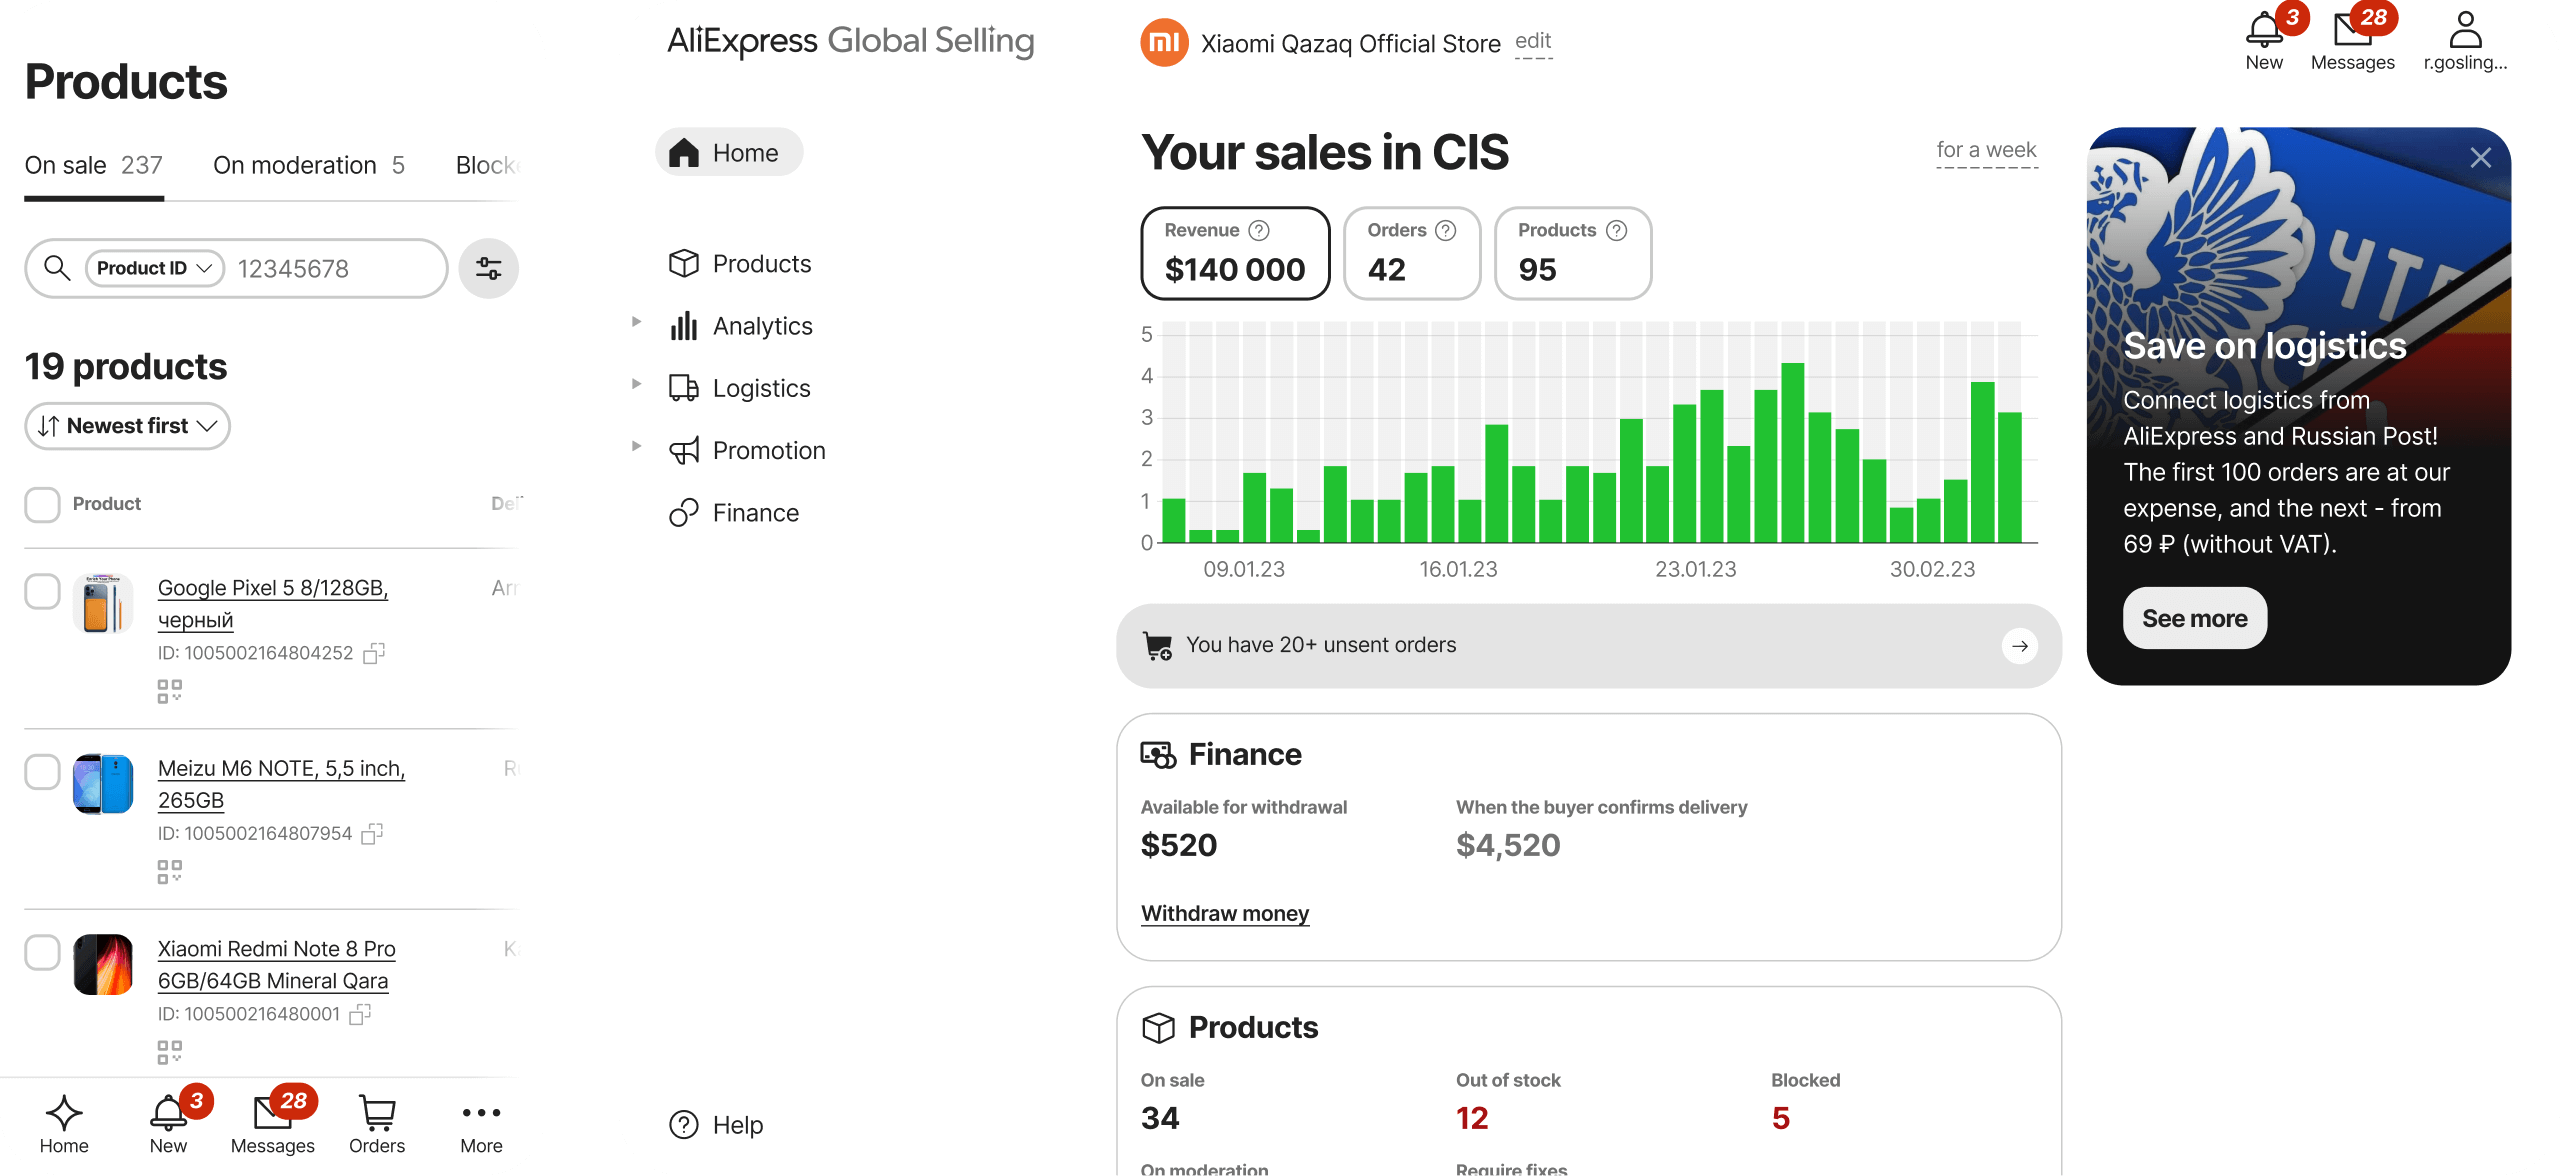 Products
On sale 237
On moderation 5
Block
Product ID
12345678
19 products
Newest first
Product
Google Pixel 5 8/128GB,
черный
ID: 1005002164804252
Meizu M6 NOTE, 5,5 inch,
265GB
ID: 1005002164807954
Xiaomi Redmi Note 8 Pro
6GB/64GB Mineral Qara
ID: 100500216480001
Home
3
New
28
Messages
Orders
More
AliExpress Global Selling
Home
Products
Analytics
Logistics
Promotion
Finance
Help
Xiaomi Qazaq Official Store edit
3
New
28
Messages
r.gosling...
Your sales in CIS
for a week
Revenue ?
$140 000
Orders ?
42
Products ?
95
5
4
3
2
1
0
09.01.23 16.01.23 23.01.23 30.02.23
You have 20+ unsent orders
Finance
Available for withdrawal
$520
When the buyer confirms delivery
$4,520
Withdraw money
Products
On sale
34
Out of stock
12
Blocked
5
On moderation
Require fixes
Save on logistics
Connect logistics from
AliExpress and Russian Post!
The first 100 orders are at our
expense, and the next - from
69 ₽ (without VAT).
See more